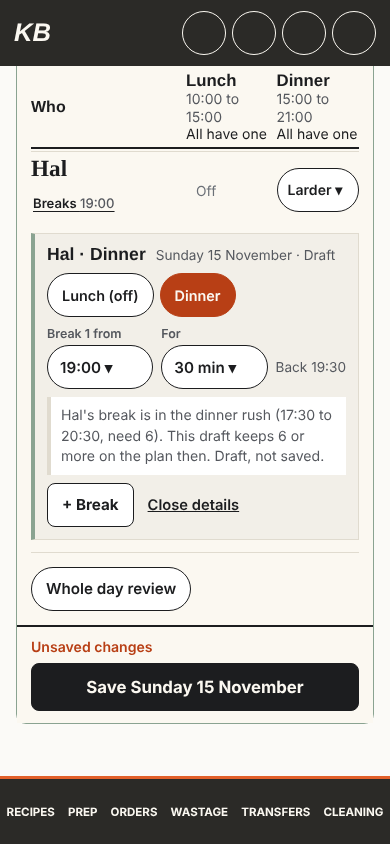 KB
Who
Lunch
10:00 to
15:00
All have one
Dinner
15:00 to
21:00
All have one
Hal
Breaks 19:00
Off
Larder ▾
Hal · Dinner Sunday 15 November · Draft
Lunch (off)
Dinner
Break 1 from
For
19:00 ▾
30 min ▾
Back 19:30
Hal's break is in the dinner rush (17:30 to
20:30, need 6). This draft keeps 6 or
more on the plan then. Draft, not saved.
+ Break
Close details
Whole day review
Unsaved changes
Save Sunday 15 November
RECIPES PREP ORDERS WASTAGE TRANSFERS CLEANING